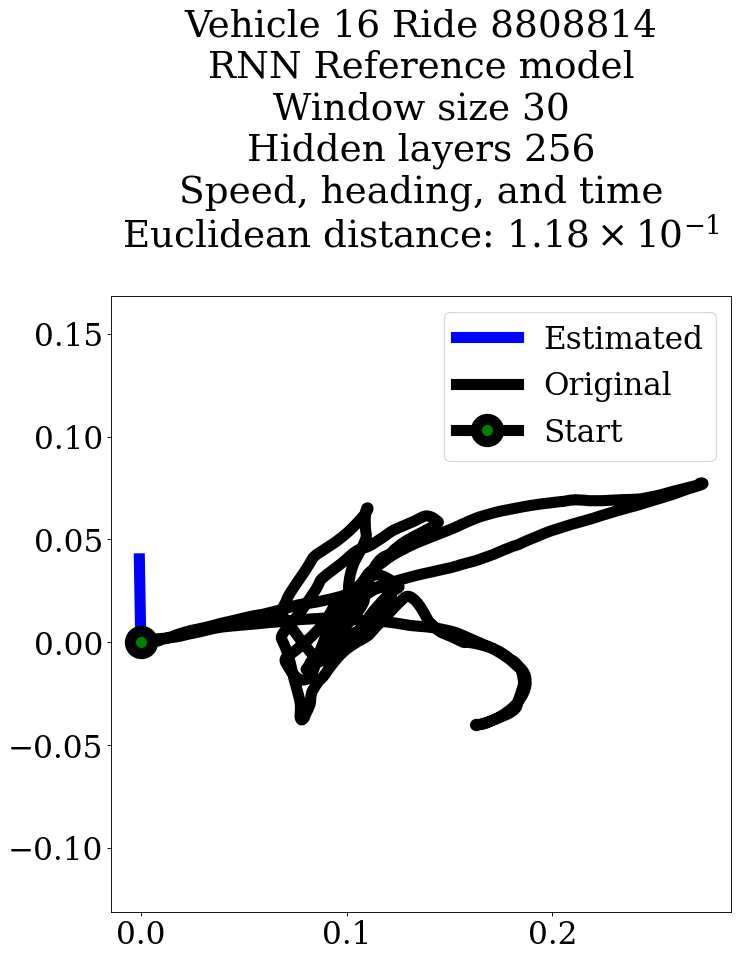 Vehicle 16 Ride 8808814
RNN Reference model
Window size 30
Hidden layers 256
Speed, heading, and time
Euclidean distance: 1.18 × 10⁻¹
Estimated
Original
Start
0.15
0.10
0.05
0.00
−0.05
−0.10
0.0
0.1
0.2